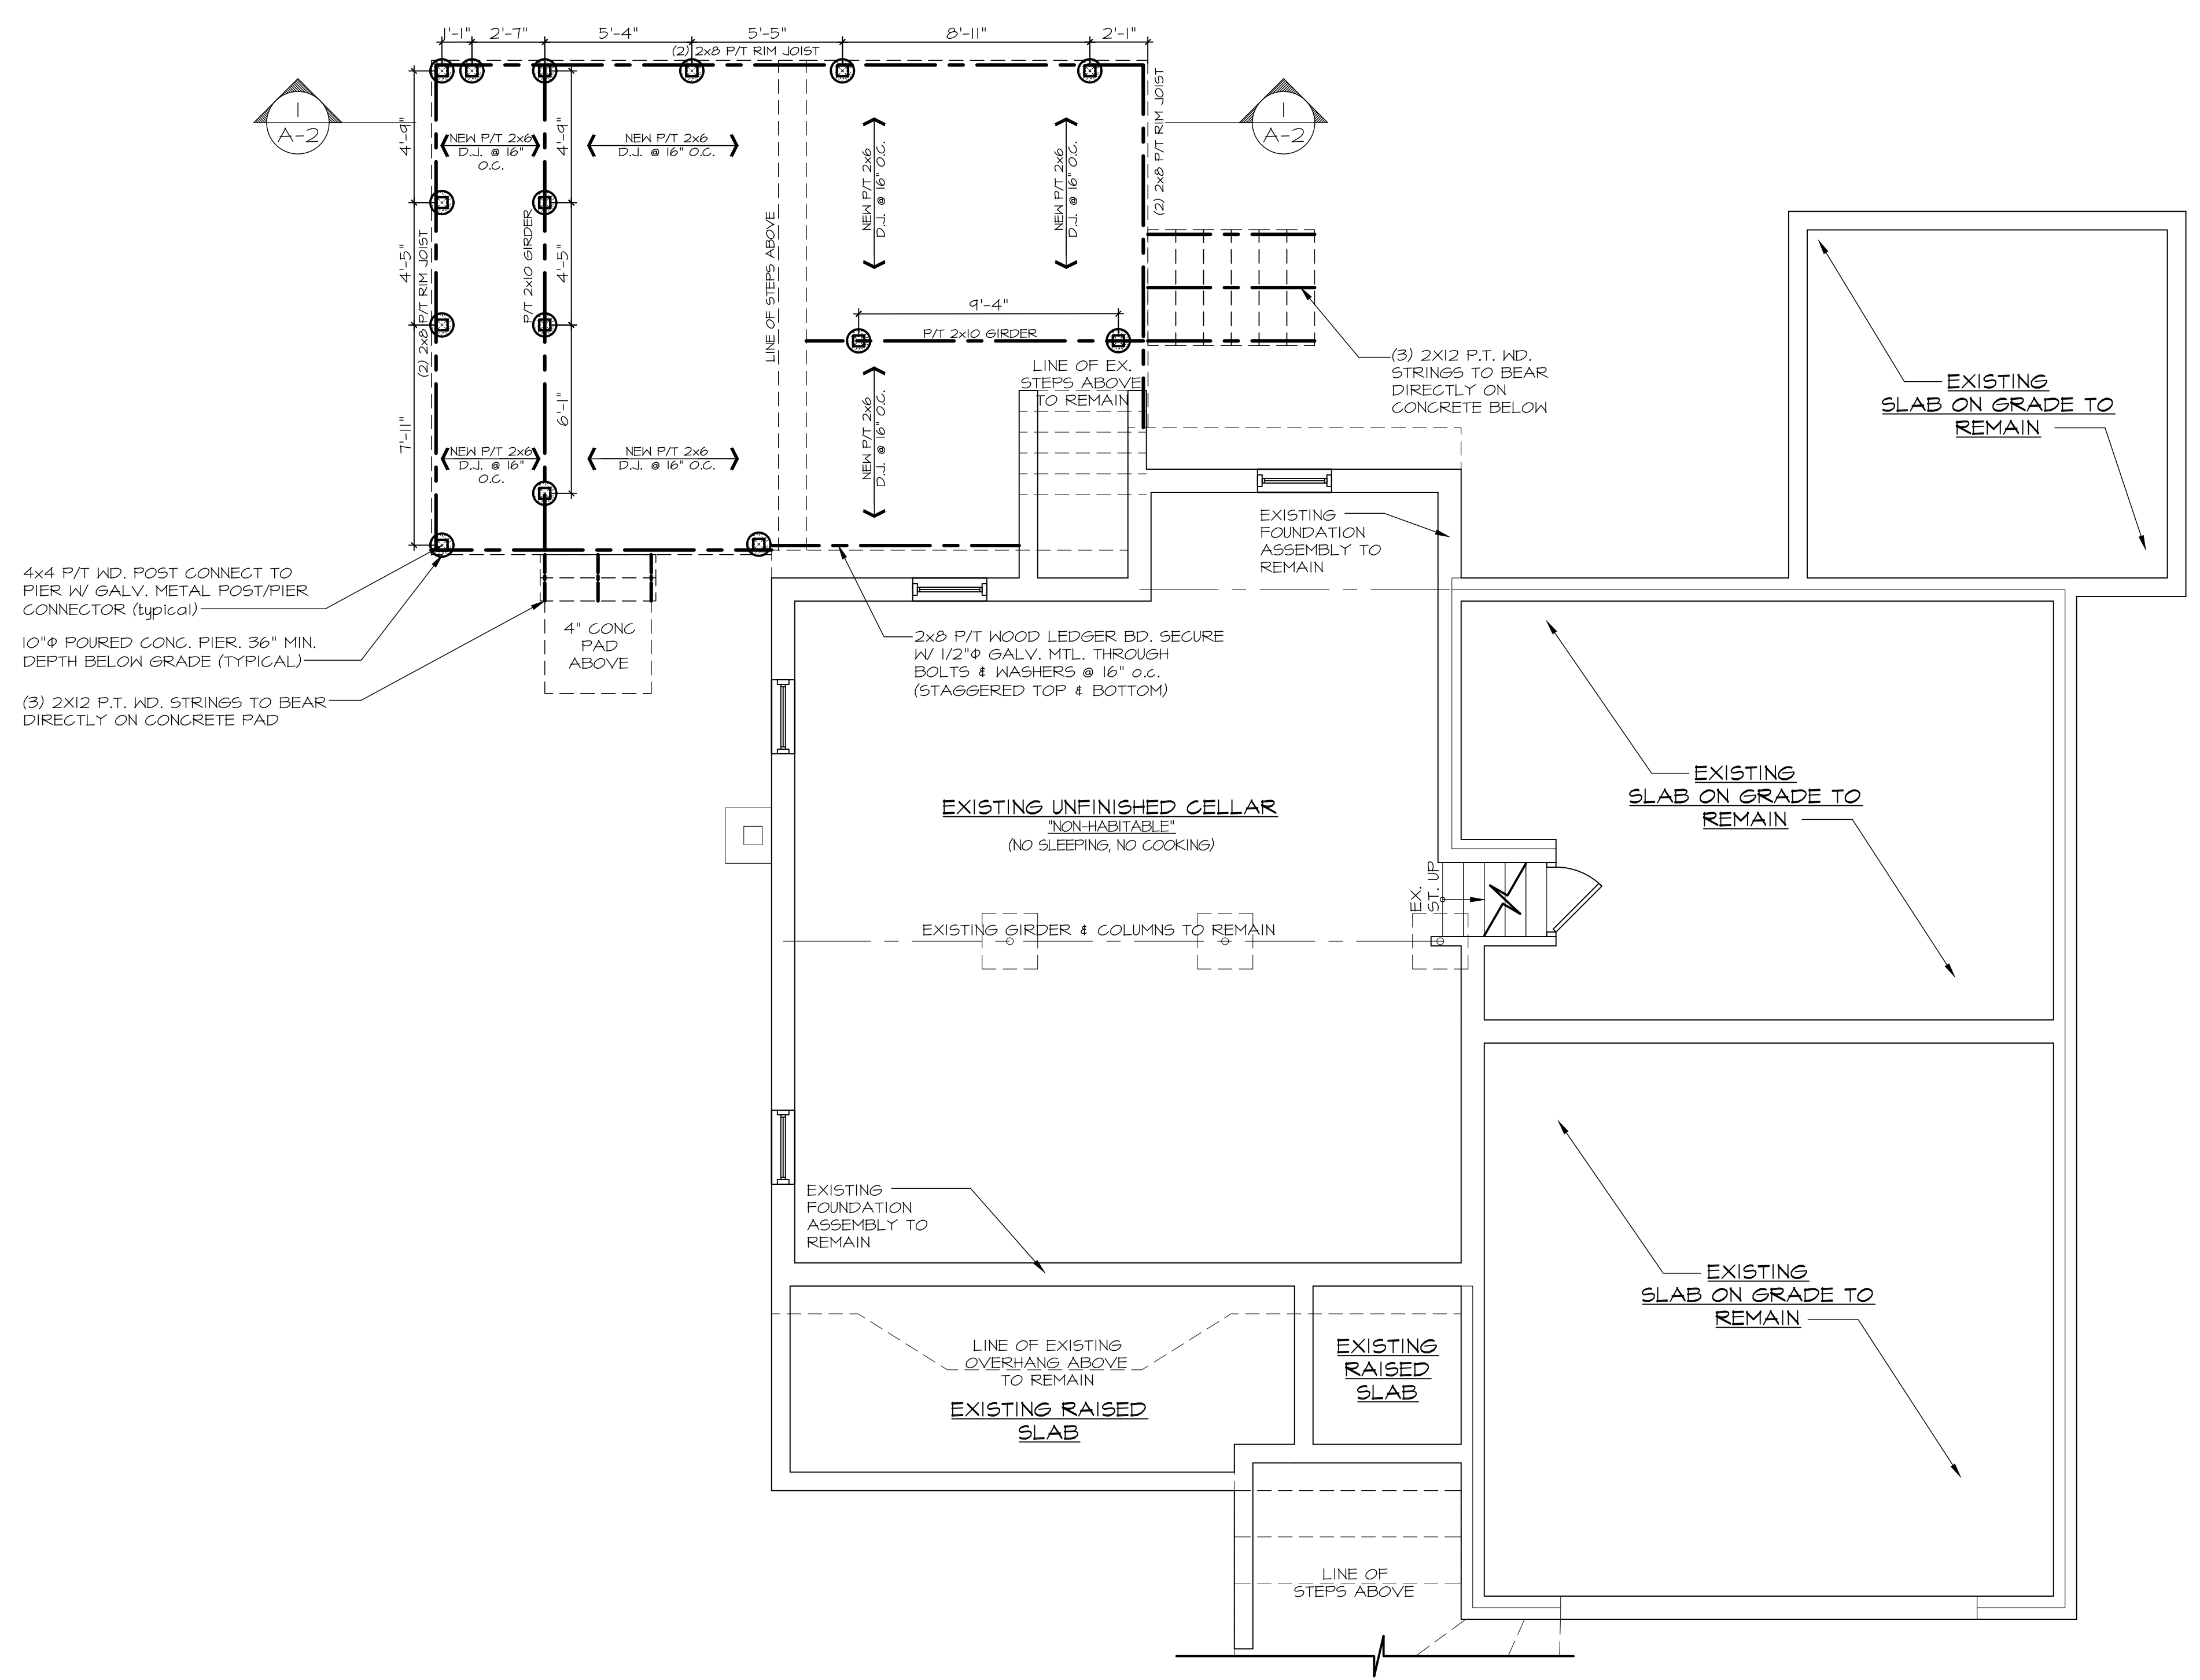 1'-1"
2'-7"
5'-4"
5'-5"
8'-11"
2'-1"
(2) 2x8 P/T RIM JOIST
(2) 2x8 P/T RIM JOIST
1
A-2
1
A-2
4'-9"
4'-5"
7'-11"
4'-9"
4'-5"
6'-1"
NEW P/T 2x6
D.J. @ 16"
O.C.
NEW P/T 2x6
D.J. @ 16" O.C.
NEW P/T 2x6
D.J. @ 16" O.C.
NEW P/T 2x6
D.J. @ 16" O.C.
(2) 2x8 P/T RIM JOIST
P/T 2x10 GIRDER
LINE OF STEPS ABOVE
9'-4"
P/T 2x10 GIRDER
LINE OF EX.
STEPS ABOVE
TO REMAIN
NEW P/T 2x6
D.J. @ 16" O.C.
NEW P/T 2x6
D.J. @ 16"
O.C.
NEW P/T 2x6
D.J. @ 16" O.C.
(3) 2X12 P.T. WD.
STRINGS TO BEAR
DIRECTLY ON
CONCRETE BELOW
EXISTING
SLAB ON GRADE TO
REMAIN
EXISTING
FOUNDATION
ASSEMBLY TO
REMAIN
4x4 P/T WD. POST CONNECT TO
PIER W/ GALV. METAL POST/PIER
CONNECTOR (typical)
10"Φ POURED CONC. PIER. 36" MIN.
DEPTH BELOW GRADE (TYPICAL)
(3) 2X12 P.T. WD. STRINGS TO BEAR
DIRECTLY ON CONCRETE PAD
4" CONC
PAD
ABOVE
2x8 P/T WOOD LEDGER BD. SECURE
W/ 1/2"Φ GALV. MTL. THROUGH
BOLTS & WASHERS @ 16" o.c.
(STAGGERED TOP & BOTTOM)
EXISTING
SLAB ON GRADE TO
REMAIN
EXISTING UNFINISHED CELLAR
"NON-HABITABLE"
(NO SLEEPING, NO COOKING)
EX.
ST. UP
EXISTING GIRDER & COLUMNS TO REMAIN
EXISTING
FOUNDATION
ASSEMBLY TO
REMAIN
EXISTING
SLAB ON GRADE TO
REMAIN
LINE OF EXISTING
OVERHANG ABOVE
TO REMAIN
EXISTING RAISED
SLAB
EXISTING
RAISED
SLAB
LINE OF
STEPS ABOVE